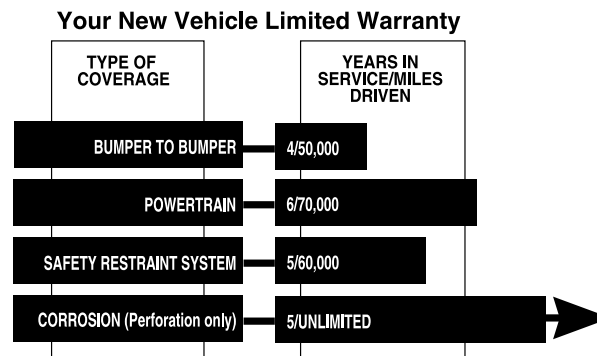 Your New Vehicle Limited Warranty
TYPE OF
COVERAGE
YEARS IN
SERVICE/MILES
DRIVEN
BUMPER TO BUMPER
4/50,000
POWERTRAIN
6/70,000
SAFETY RESTRAINT SYSTEM
5/60,000
CORROSION (Perforation only)
5/UNLIMITED